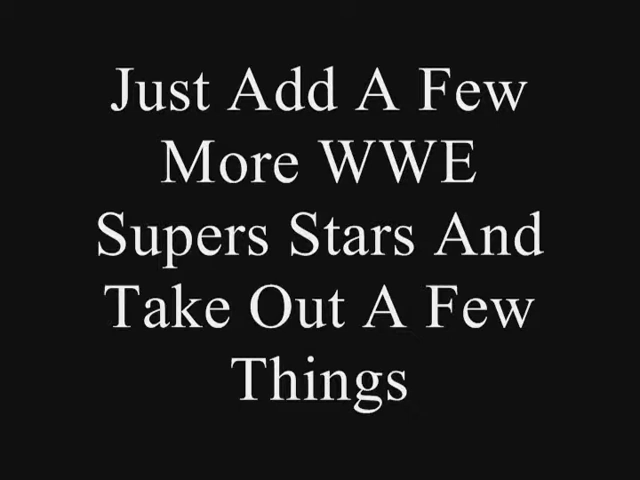 Just Add A Few
More WWE
Supers Stars And
Take Out A Few
Things